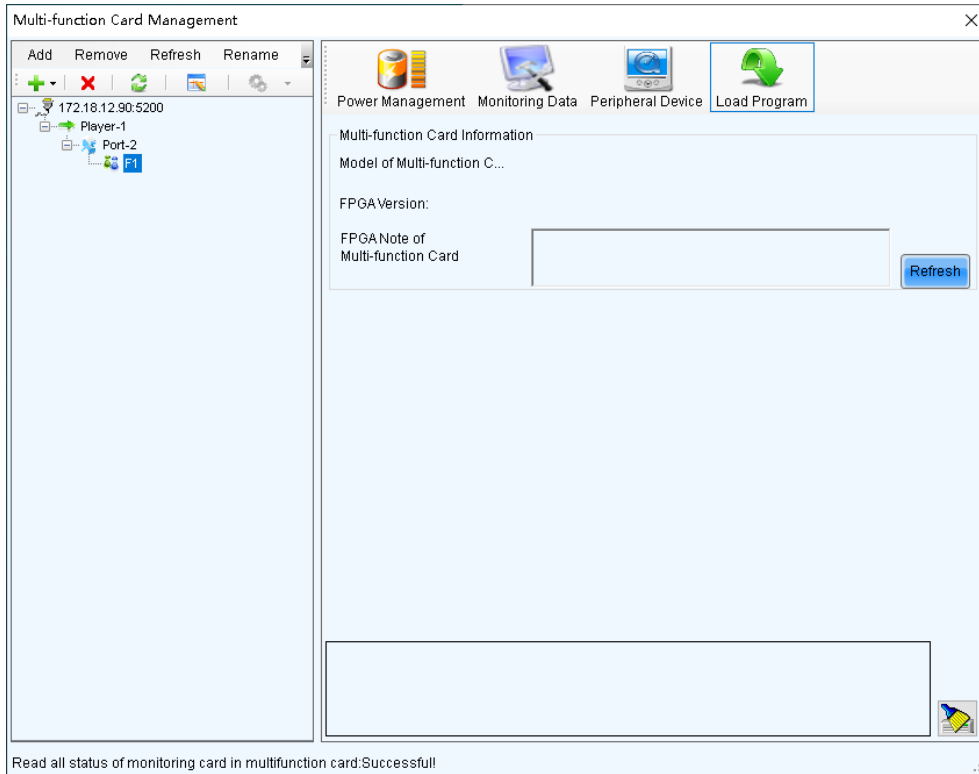 Multi-function Card Management
Add Remove Refresh Rename
172.18.12.90:5200
Player-1
Port-2
F1
Power Management Monitoring Data Peripheral Device Load Program
Multi-function Card Information
Model of Multi-function C...
FPGA Version:
FPGA Note of
Multi-function Card
Refresh
Read all status of monitoring card in multifunction card:Successful!